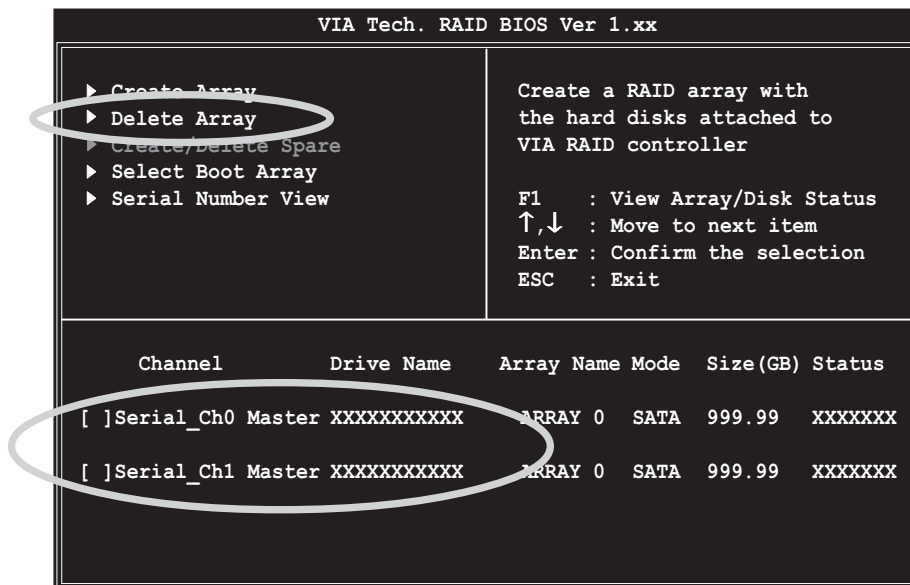 VIA Tech. RAID BIOS Ver 1.xx
▶ Create Array
▶ Delete Array
▶ Create/Delete Spare
▶ Select Boot Array
▶ Serial Number View
Create a RAID array with
the hard disks attached to
VIA RAID controller
F1 : View Array/Disk Status
↑,↓ : Move to next item
Enter : Confirm the selection
ESC : Exit
Channel Drive Name Array Name Mode Size(GB) Status
[ ]Serial_Ch0 Master XXXXXXXXXXX ARRAY 0 SATA 999.99 XXXXXXX
[ ]Serial_Ch1 Master XXXXXXXXXXX ARRAY 0 SATA 999.99 XXXXXXX